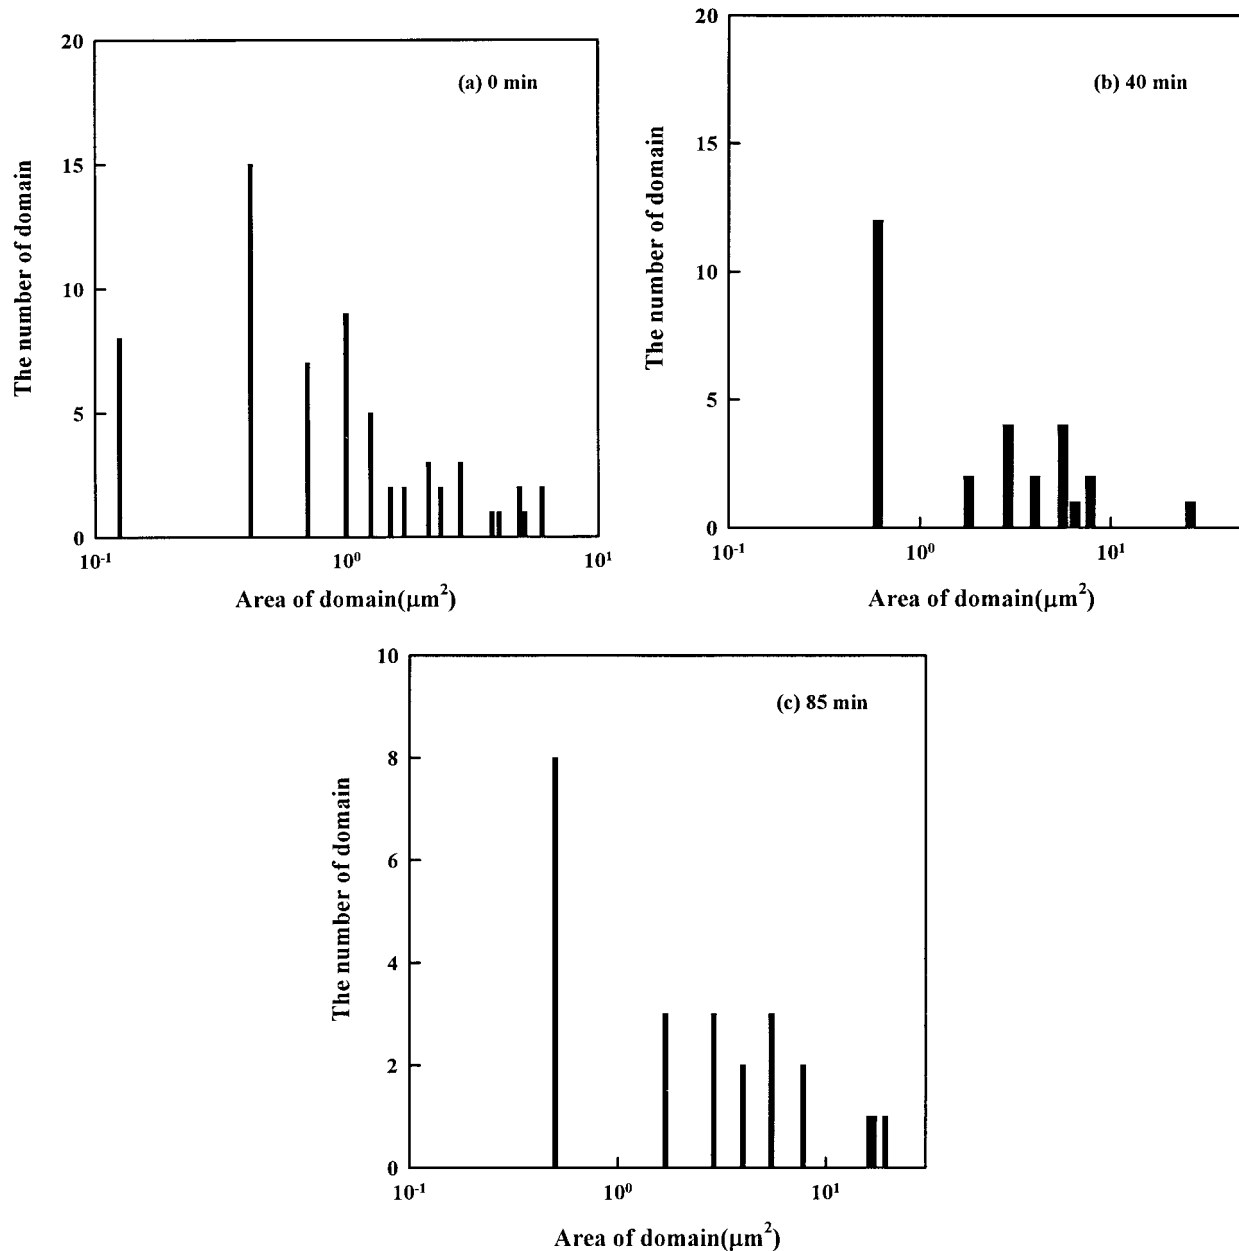 (a) 0 min
The number of domain
20
15
10
5
0
10⁻¹
10⁰
10¹
Area of domain(μm²)
(b) 40 min
The number of domain
20
15
10
5
0
10⁻¹
10⁰
10¹
Area of domain(μm²)
(c) 85 min
The number of domain
10
8
6
4
2
0
10⁻¹
10⁰
10¹
Area of domain(μm²)